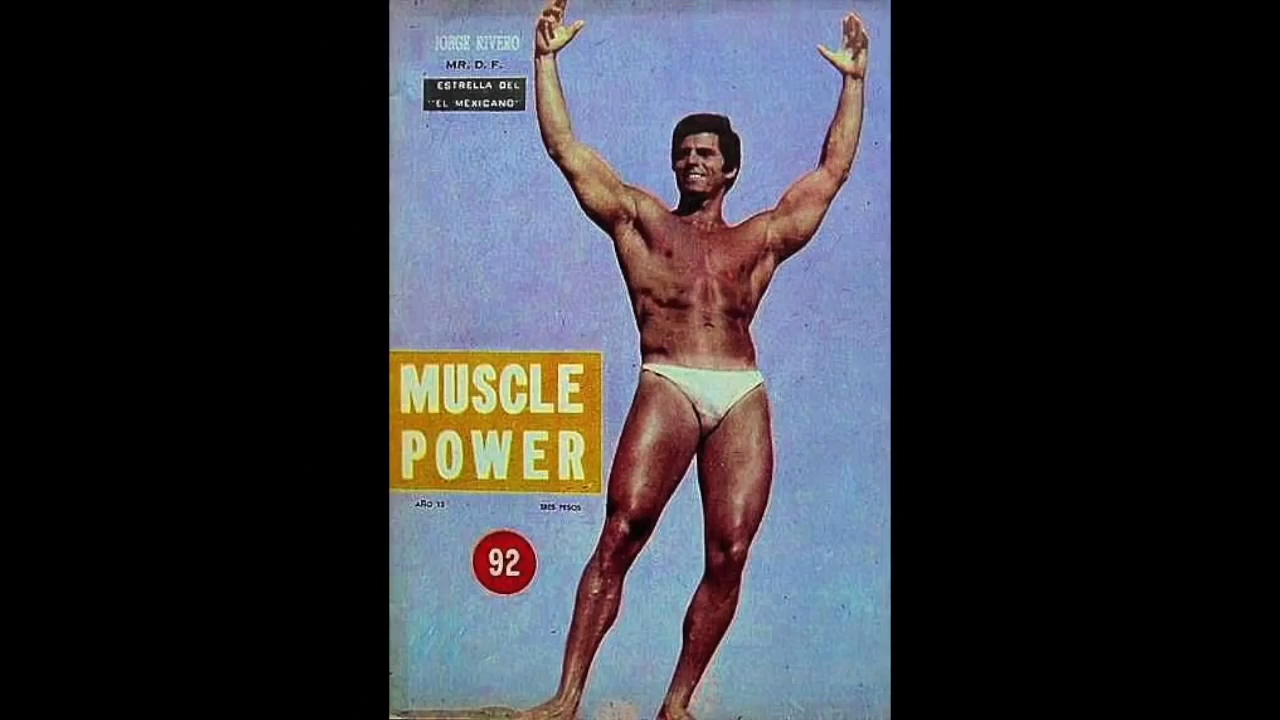 JORGE RIVERO
MR. D. F.
ESTRELLA DEL
"EL MEXICANO"
MUSCLE
POWER
AÑO 13
TRES PESOS
92